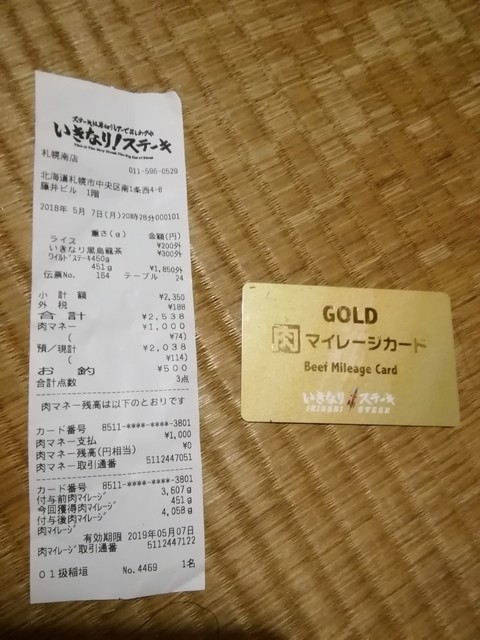 いきなり!ステーキ
札幌南店
011-596-0529
北海道札幌市中央区南1条西4-8
藤井ビル 1階
2018年 5月 7日(月)20時28分000101
重さ(g) 金額(円)
ライス ¥200外
いきなり黒烏龍茶 ¥300外
ワイルドステーキ450g
451g ¥1,850外
伝票No. 154 テーブル 24
小計額 ¥2,350
外税 ¥188
合計 ¥2,538
肉マネー ¥1,000
( ¥74)
預/現計 ¥2,038
( ¥114)
お釣 ¥500
合計点数 3点
肉マネー残高は以下のとおりです
カード番号 8511-****-****-3801
肉マネー支払 ¥1,000
肉マネー残高(円相当) ¥0
肉マネー取引通番 5112447051
カード番号 8511-****-****-3801
付与前肉マイレージ 3,607g
今回獲得肉マイレージ 451g
付与後肉マイレージ 4,058g
肉マイレージ
有効期限 2019年05月07日
肉マイレージ取引通番 5112447122
01扱稲垣 No.4469 1名
GOLD
肉マイレージカード
Beef Mileage Card
いきなりステーキ
IKINARI STEAK